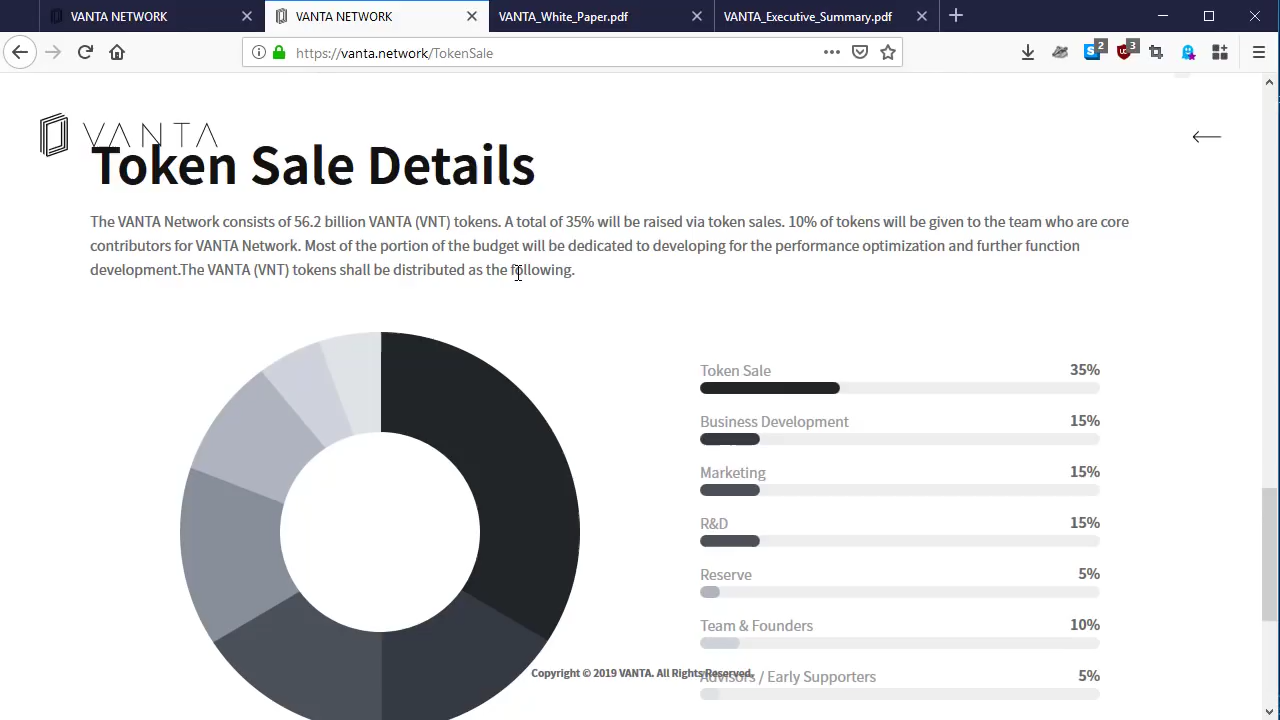 VANTA NETWORK
VANTA NETWORK
VANTA_White_Paper.pdf
VANTA_Executive_Summary.pdf
https://vanta.network/TokenSale
2
3
VANTA
Token Sale Details
The VANTA Network consists of 56.2 billion VANTA (VNT) tokens. A total of 35% will be raised via token sales. 10% of tokens will be given to the team who are core
contributors for VANTA Network. Most of the portion of the budget will be dedicated to developing for the performance optimization and further function
development.The VANTA (VNT) tokens shall be distributed as the following.
Token Sale 35%
Business Development 15%
Marketing 15%
R&D 15%
Reserve 5%
Team & Founders 10%
Copyright © 2019 VANTA. All Rights Reserved.
Advisors / Early Supporters 5%